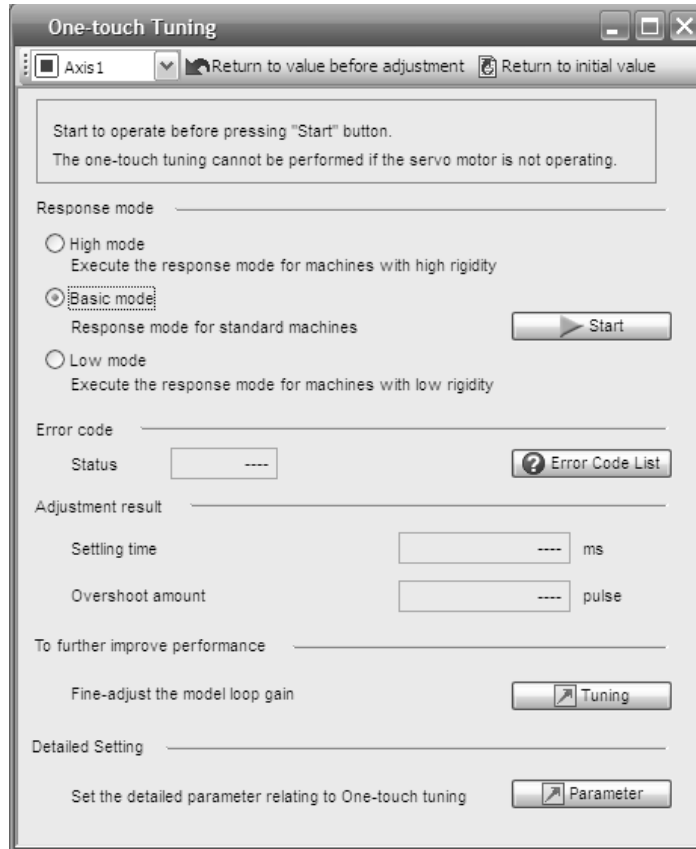 One-touch Tuning
Axis1 Return to value before adjustment Return to initial value
Start to operate before pressing "Start" button.
The one-touch tuning cannot be performed if the servo motor is not operating.
Response mode
High mode
Execute the response mode for machines with high rigidity
Basic mode
Response mode for standard machines
Start
Low mode
Execute the response mode for machines with low rigidity
Error code
Status ---- Error Code List
Adjustment result
Settling time ---- ms
Overshoot amount ---- pulse
To further improve performance
Fine-adjust the model loop gain Tuning
Detailed Setting
Set the detailed parameter relating to One-touch tuning Parameter